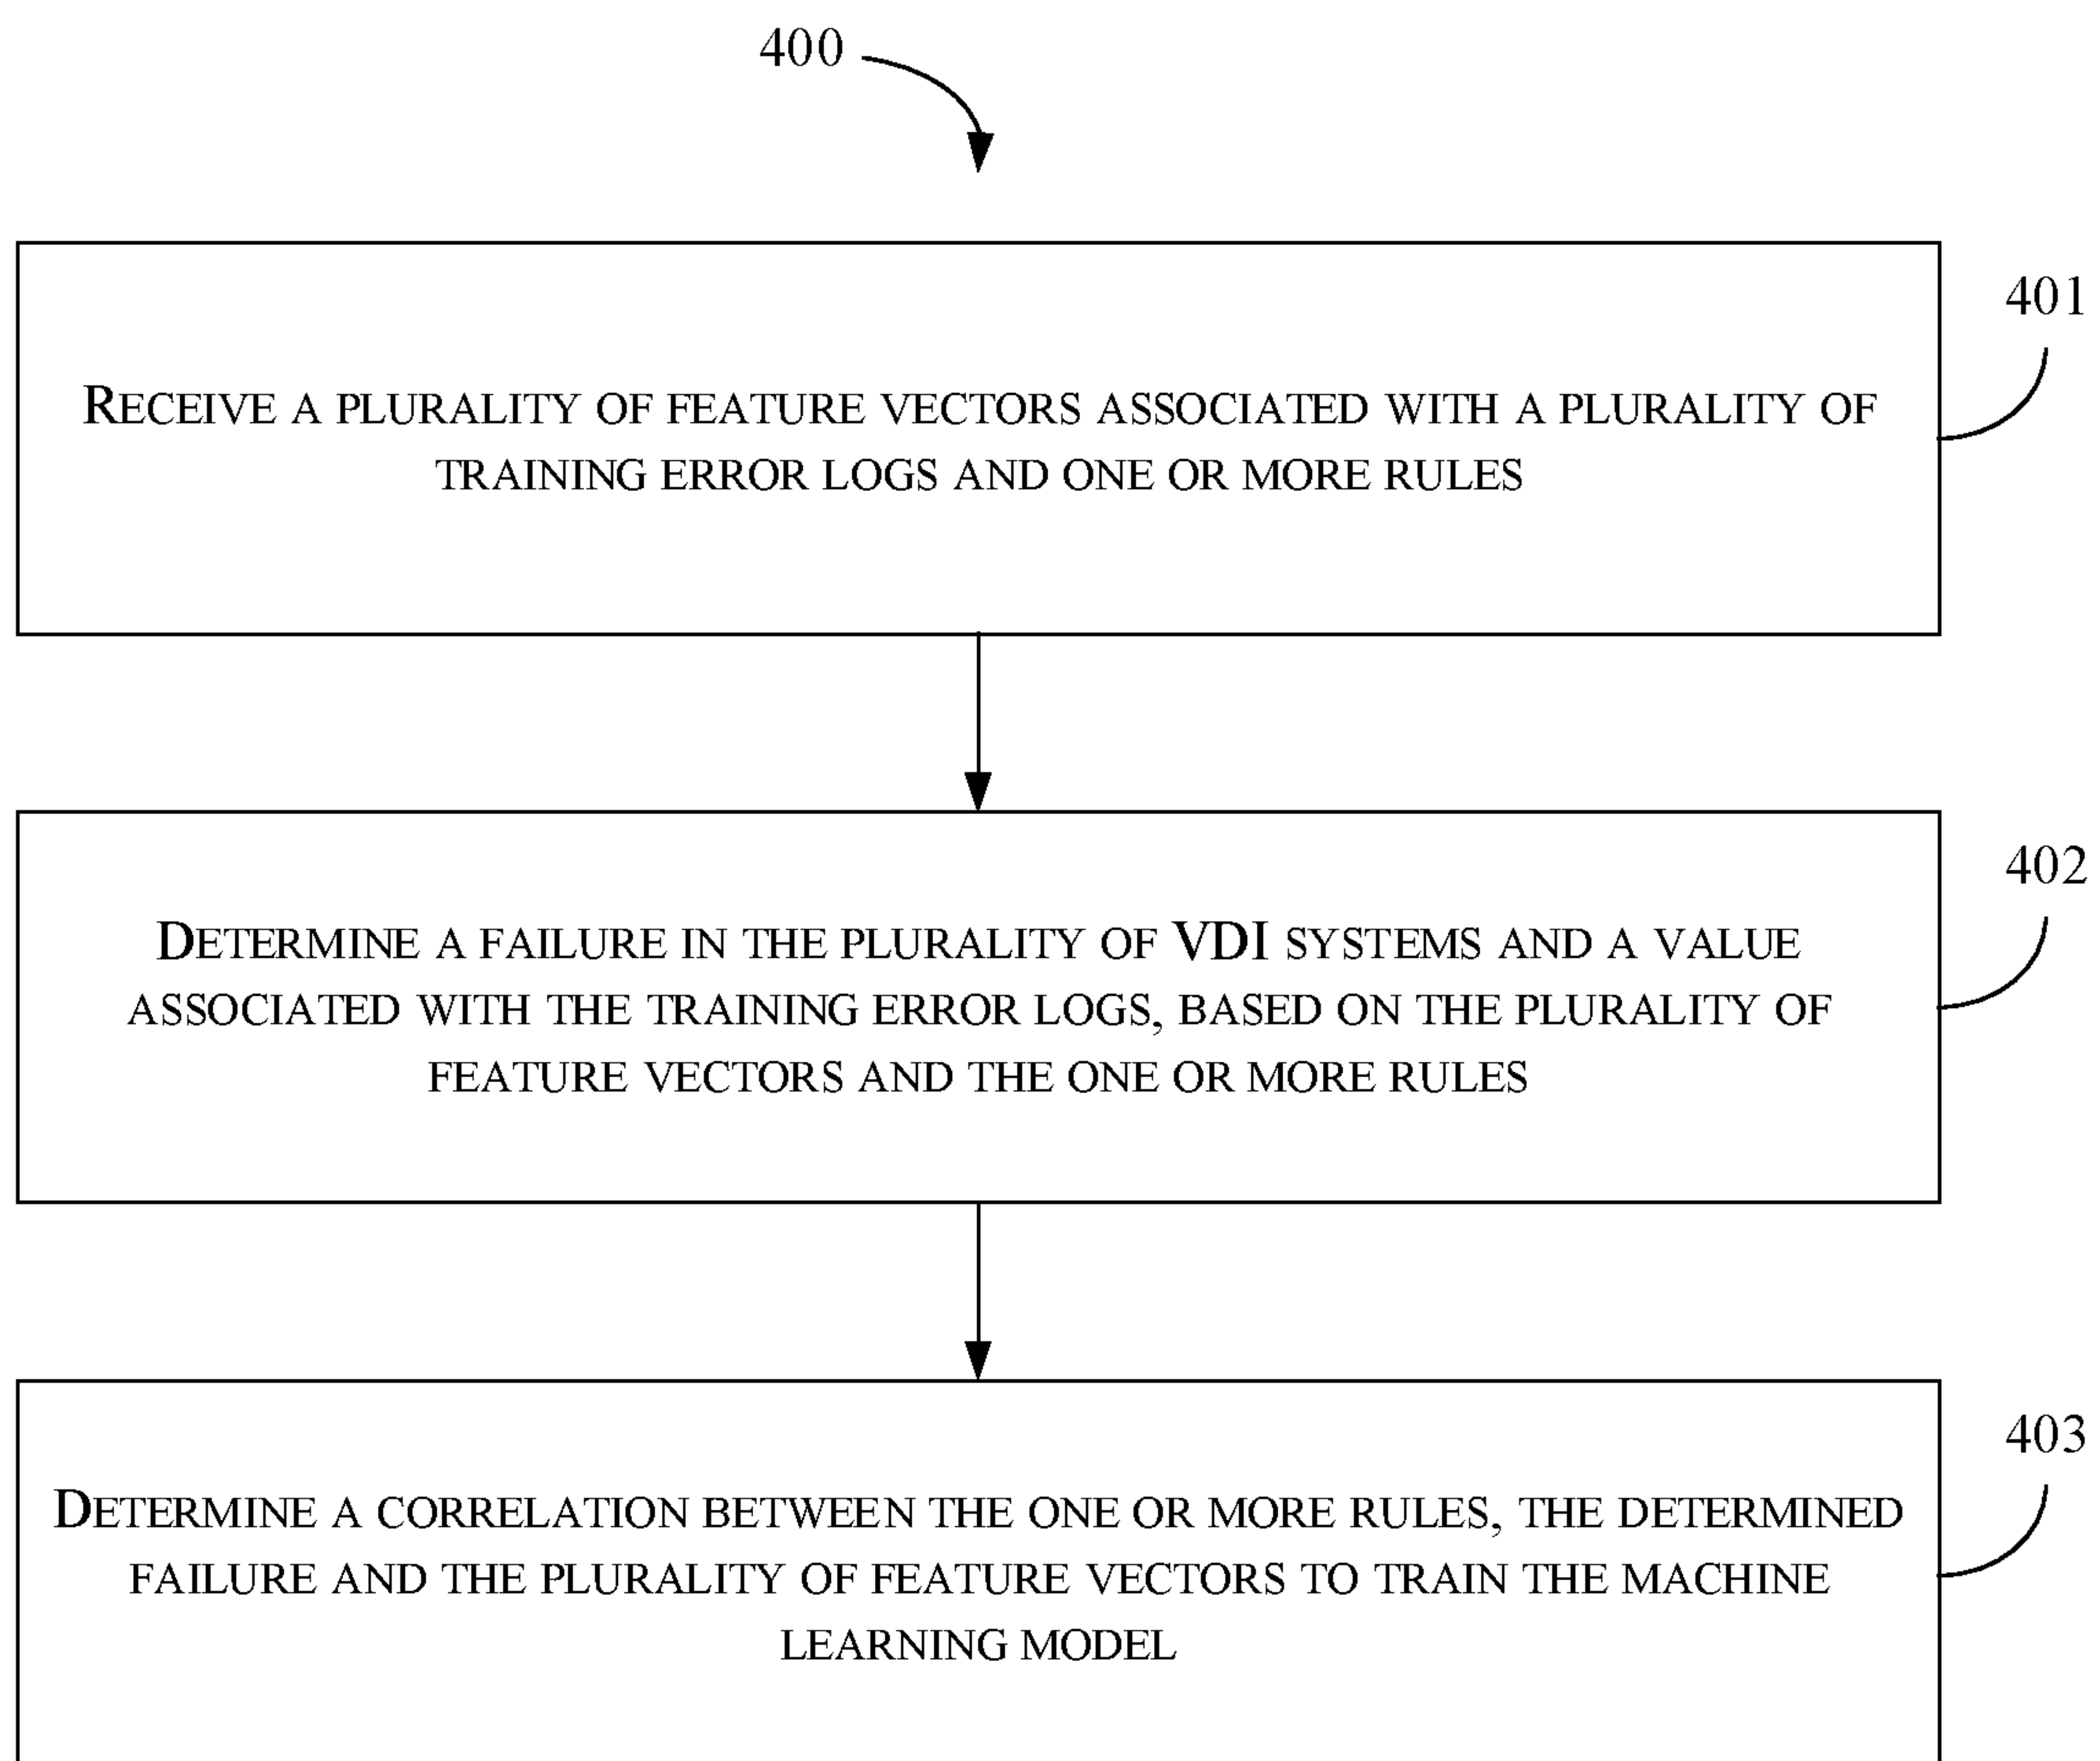 400
401
RECEIVE A PLURALITY OF FEATURE VECTORS ASSOCIATED WITH A PLURALITY OF
TRAINING ERROR LOGS AND ONE OR MORE RULES
402
DETERMINE A FAILURE IN THE PLURALITY OF VDI SYSTEMS AND A VALUE
ASSOCIATED WITH THE TRAINING ERROR LOGS, BASED ON THE PLURALITY OF
FEATURE VECTORS AND THE ONE OR MORE RULES
403
DETERMINE A CORRELATION BETWEEN THE ONE OR MORE RULES, THE DETERMINED
FAILURE AND THE PLURALITY OF FEATURE VECTORS TO TRAIN THE MACHINE
LEARNING MODEL